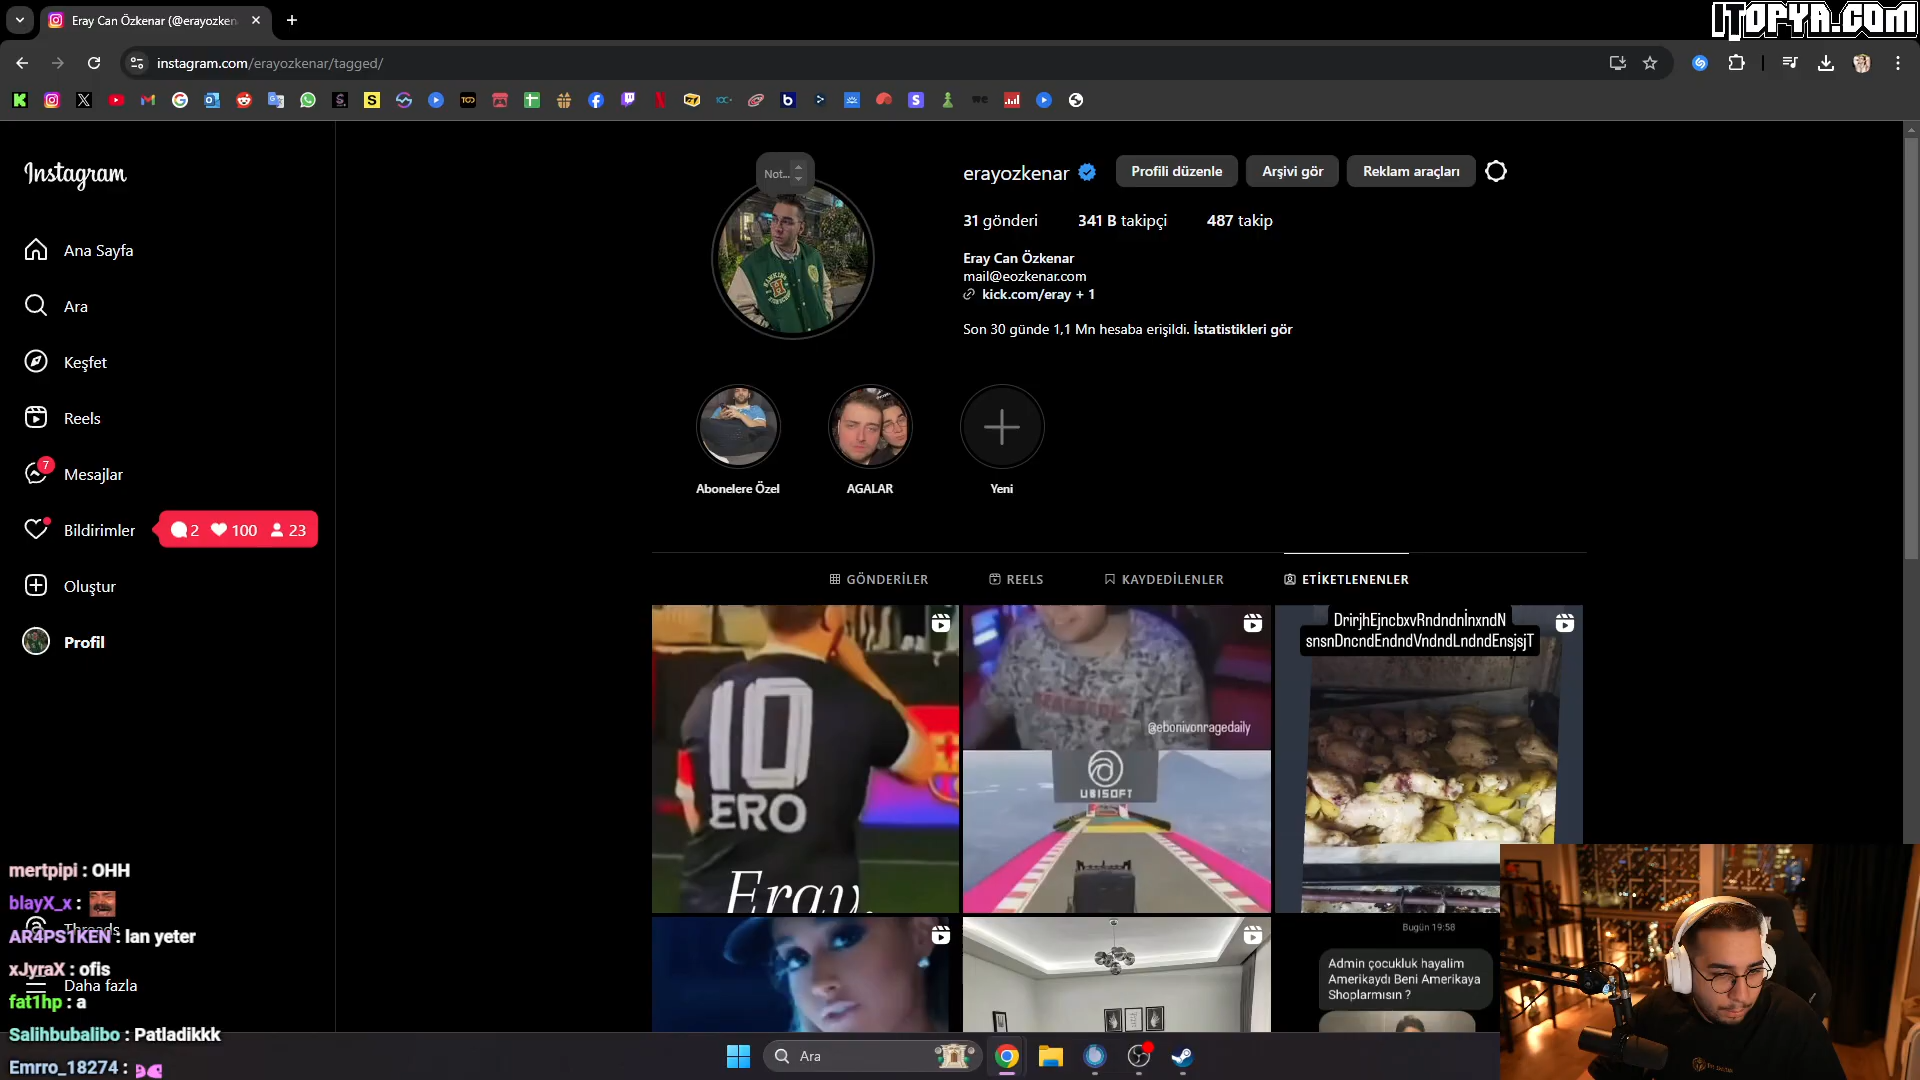 Eray Can Özkenar (@erayozken
ITOPYA.COM
instagram.com/erayozkenar/tagged/
Instagram
Ana Sayfa
Ara
Keşfet
Reels
7
Mesajlar
Bildirimler
2 100 23
Oluştur
Profil
Daha fazla
Not...
erayozkenar
Profili düzenle
Arşivi gör
Reklam araçları
31 gönderi 341 B takipçi 487 takip
Eray Can Özkenar
mail@eozkenar.com
kick.com/eray + 1
Son 30 günde 1,1 Mn hesaba erişildi. İstatistikleri gör
Abonelere Özel
AGALAR
Yeni
GÖNDERİLER
REELS
KAYDEDİLENLER
ETİKETLENENLER
10
ERO
Eray.
@ebonivonragedaily
UBISOFT
DrirjhEjncbxvRndndnİnxndN
snsnDncndEndndVndndLndndEnsjsjT
Bugün 19:58
Admin çocukluk hayalim
Amerikaydı Beni Amerikaya
Shoplarmısın ?
mertpipi : OHH
blayX_x :
AR4PS1KEN : lan yeter
xJyraX : ofis
fat1hp : a
Salihbubalibo : Patladikkk
Emrro_18274 :
Ara